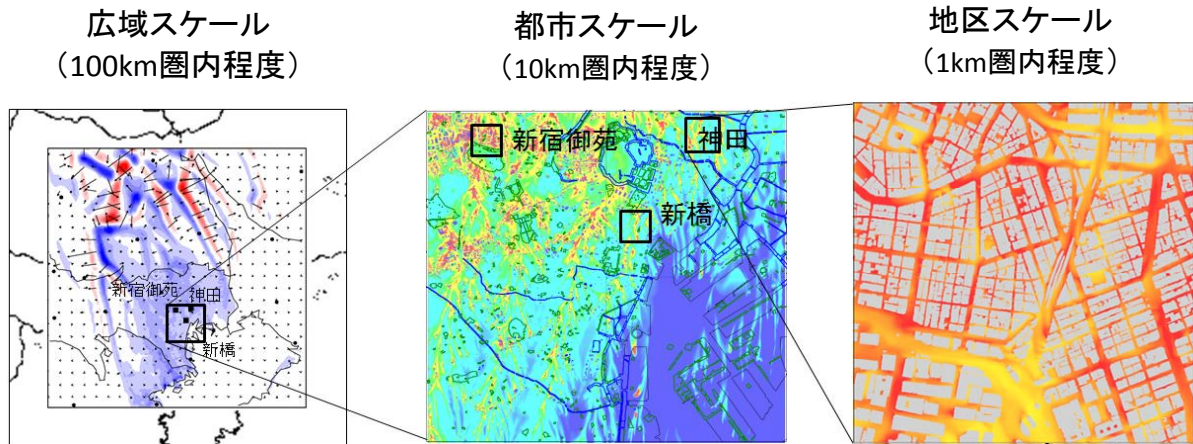 広域スケール
（100km圏内程度）
都市スケール
（10km圏内程度）
地区スケール
（1km圏内程度）
新宿御苑 神田
新橋
新宿御苑
神田
新橋